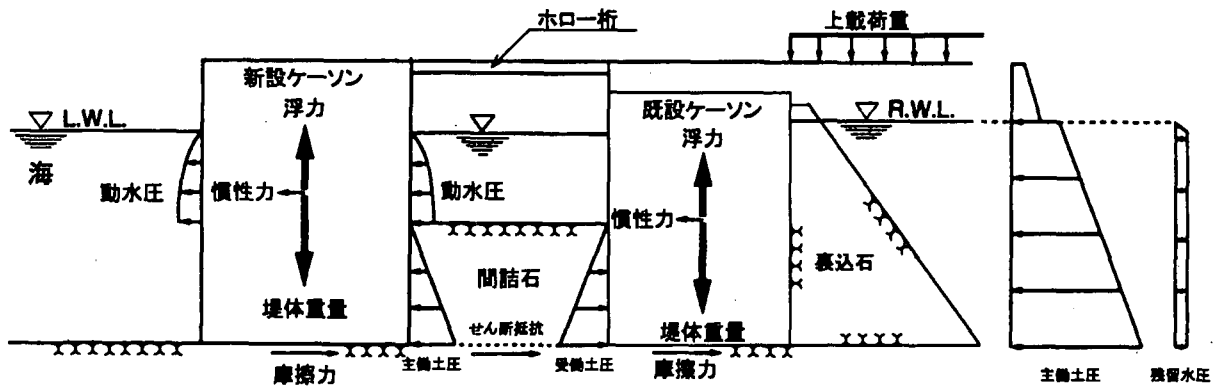 ホロー桁
上載荷重
新設ケーソン
浮力
既設ケーソン
浮力
L.W.L.
R.W.L.
海
動水圧
慣性力
動水圧
慣性力
裏込石
間詰石
堤体重量
せん断抵抗
堤体重量
摩擦力
主働土圧
受働土圧
摩擦力
主働土圧
残留水圧